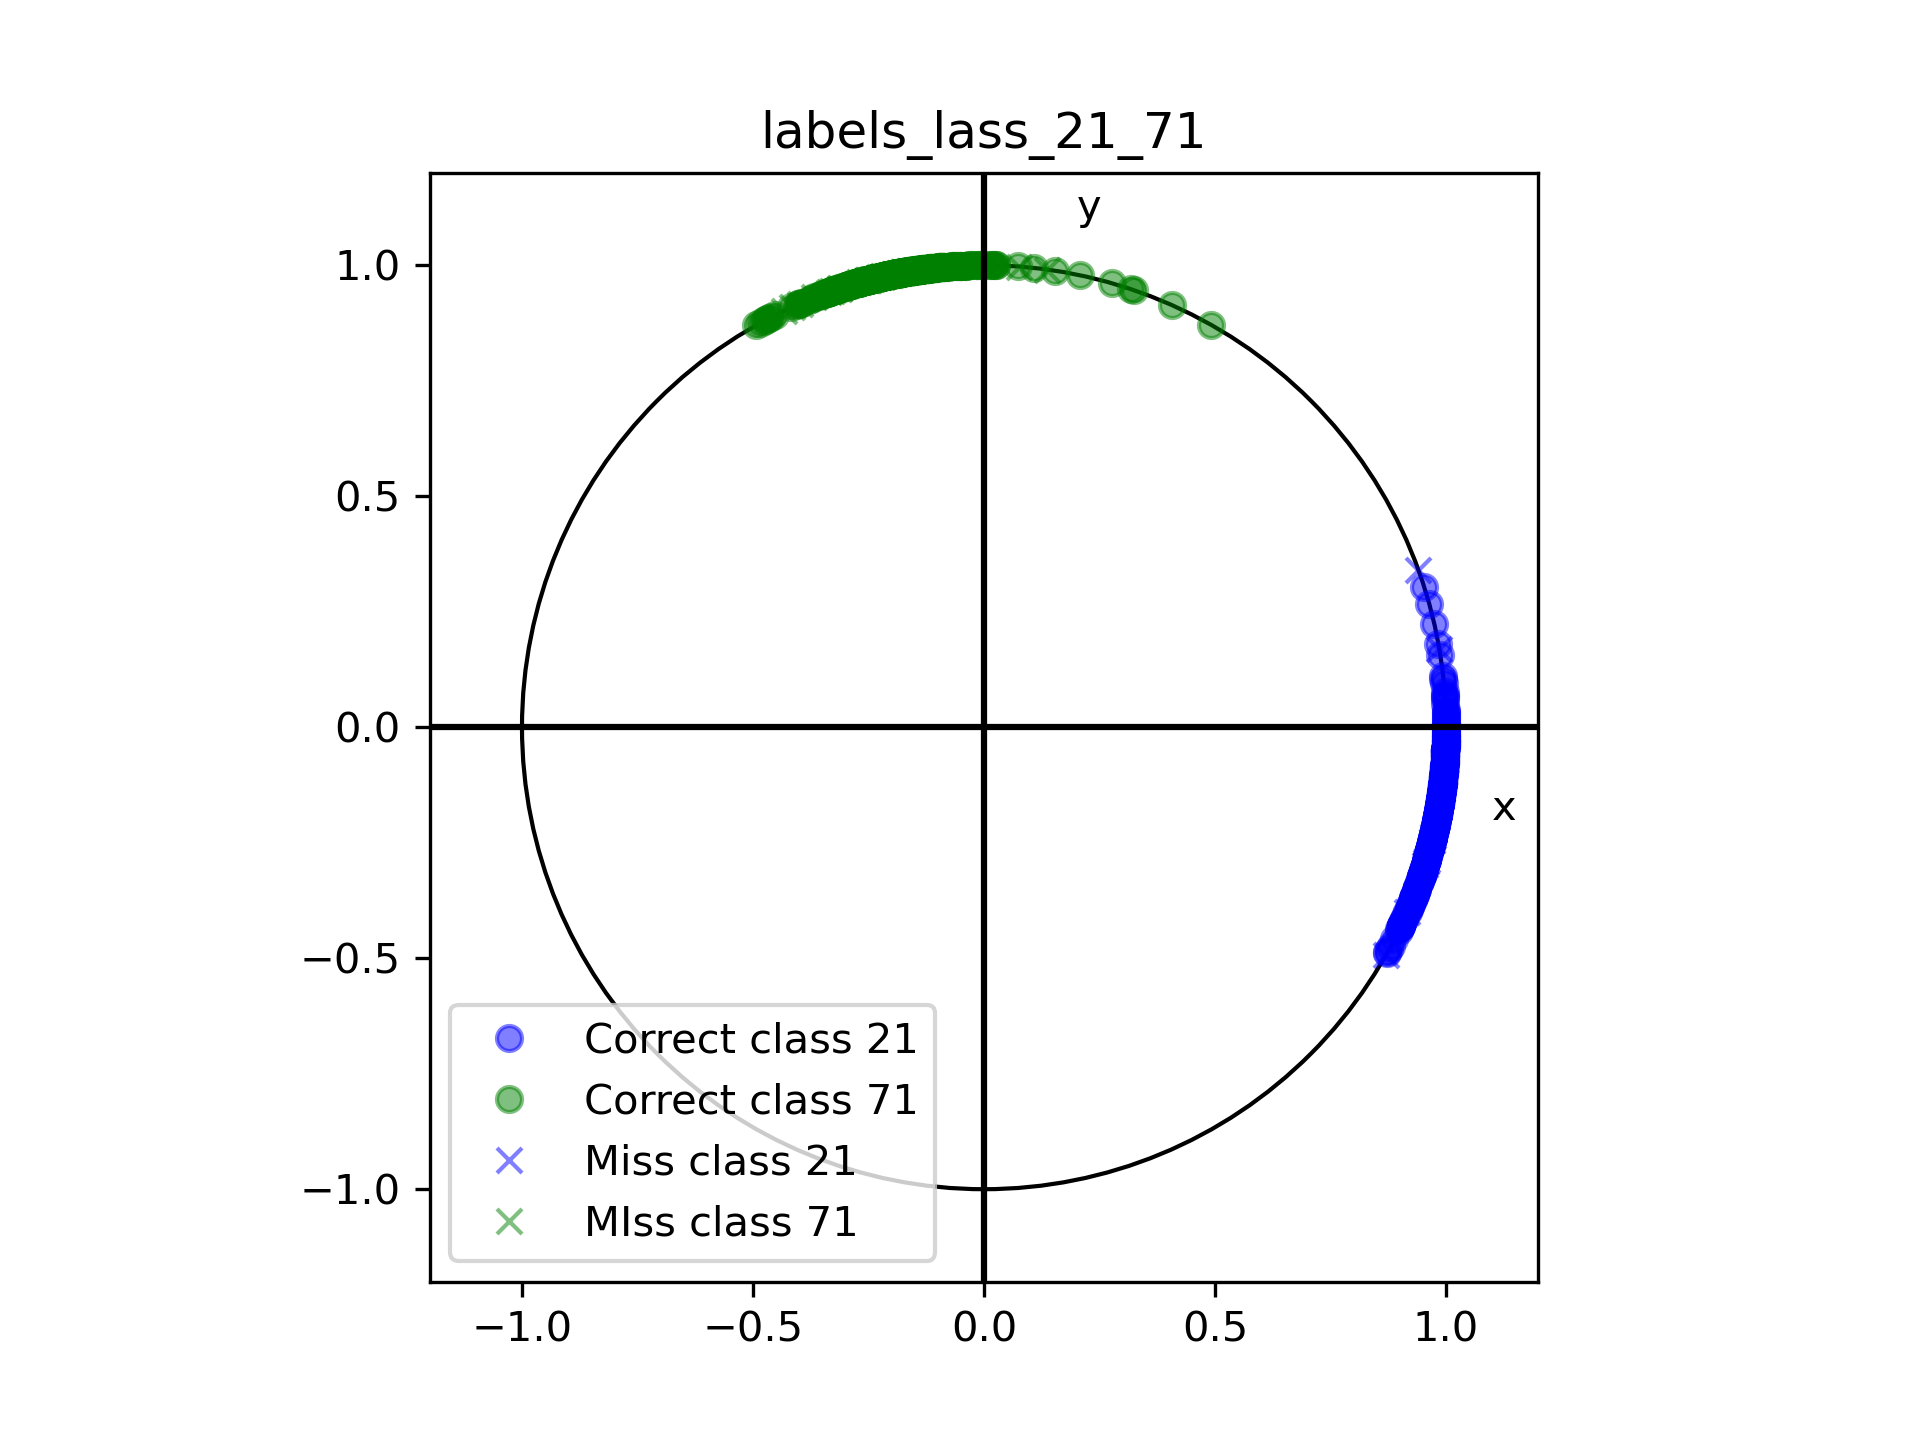 labels_lass_21_71
y
1.0
0.5
0.0
−0.5
−1.0
x
Correct class 21
Correct class 71
Miss class 21
MIss class 71
−1.0 −0.5 0.0 0.5 1.0